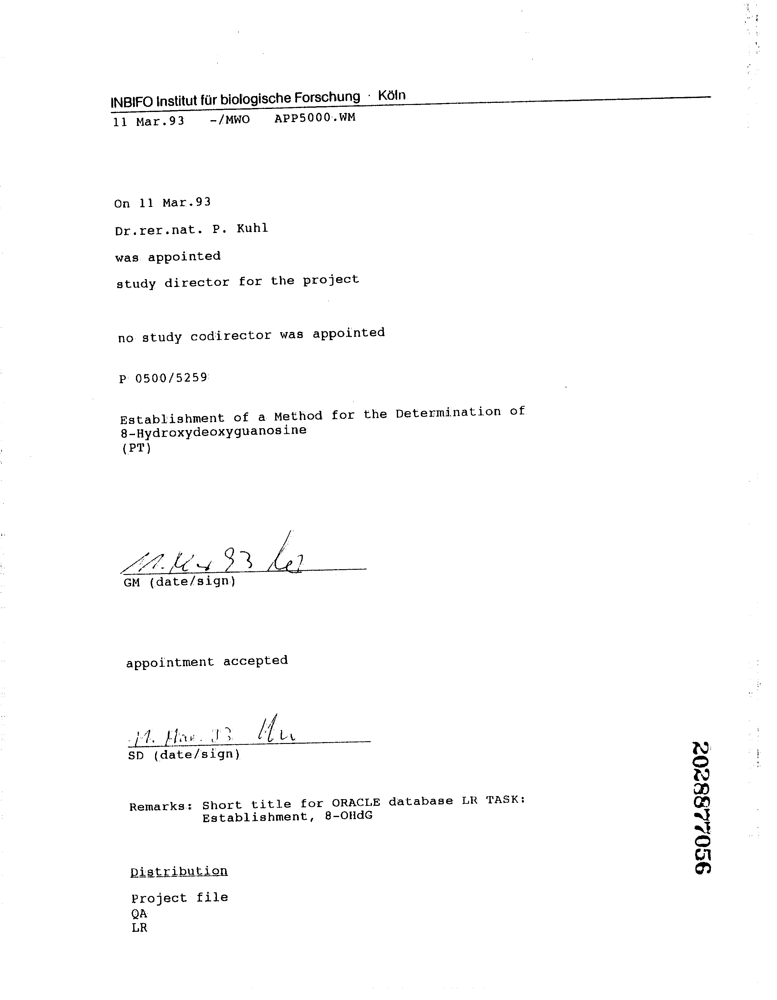 INBIFO Institut für biologische Forschung · Köln
11 Mar.93 -/MWO APP5000.WM
On 11 Mar.93
Dr.rer.nat. P. Kuhl
was appointed
study director for the project
no study codirector was appointed
P 0500/5259
Establishment of a Method for the Determination of
8-Hydroxydeoxyguanosine
(PT)
11. Mar 93
GM (date/sign)
appointment accepted
11. Mar. 93
SD (date/sign)
Remarks: Short title for ORACLE database LR TASK:
Establishment, 8-OHdG
Distribution
Project file
QA
LR
2028877056